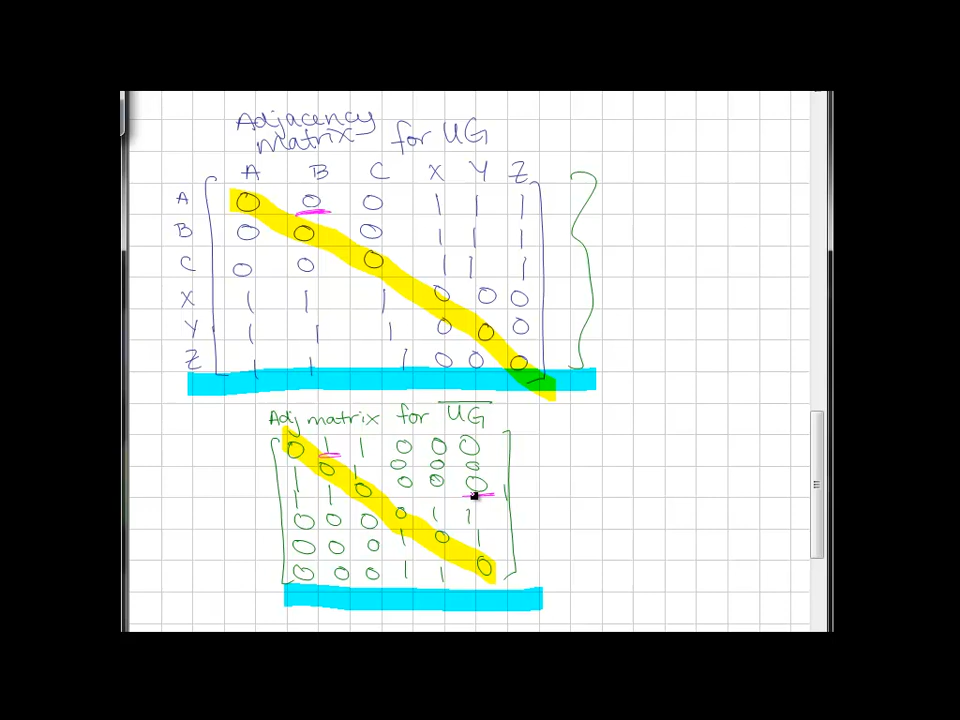 Adjacency
matrix for UG
A B C X Y Z
A 0 0 0 1 1 1
B 0 0 0 1 1 1
C 0 0 0 1 1 1
X 1 1 1 0 0 0
Y 1 1 1 0 0 0
Z 1 1 1 0 0 0
Adj matrix for U̅G̅
0 1 1 0 0 0
1 0 1 0 0 0
1 1 0 0 0 0
0 0 0 0 1 1
0 0 0 1 0 1
0 0 0 1 1 0